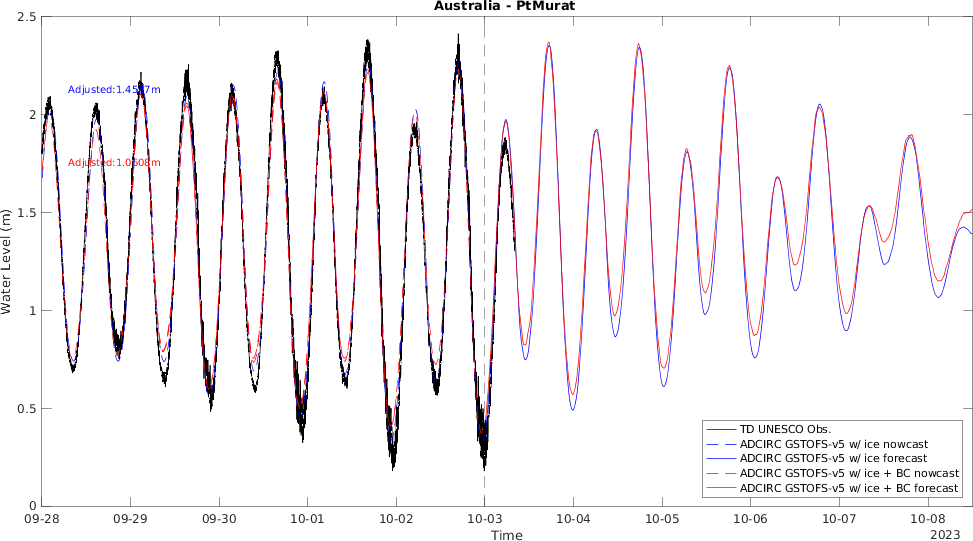 Australia - PtMurat
2.5
2
1.5
1
0.5
0
Water Level (m)
Adjusted:1.4587m
Adjusted:1.0608m
TD UNESCO Obs.
ADCIRC GSTOFS-v5 w/ ice nowcast
ADCIRC GSTOFS-v5 w/ ice forecast
ADCIRC GSTOFS-v5 w/ ice + BC nowcast
ADCIRC GSTOFS-v5 w/ ice + BC forecast
09-28 09-29 09-30 10-01 10-02 10-03 10-04 10-05 10-06 10-07 10-08
Time
2023